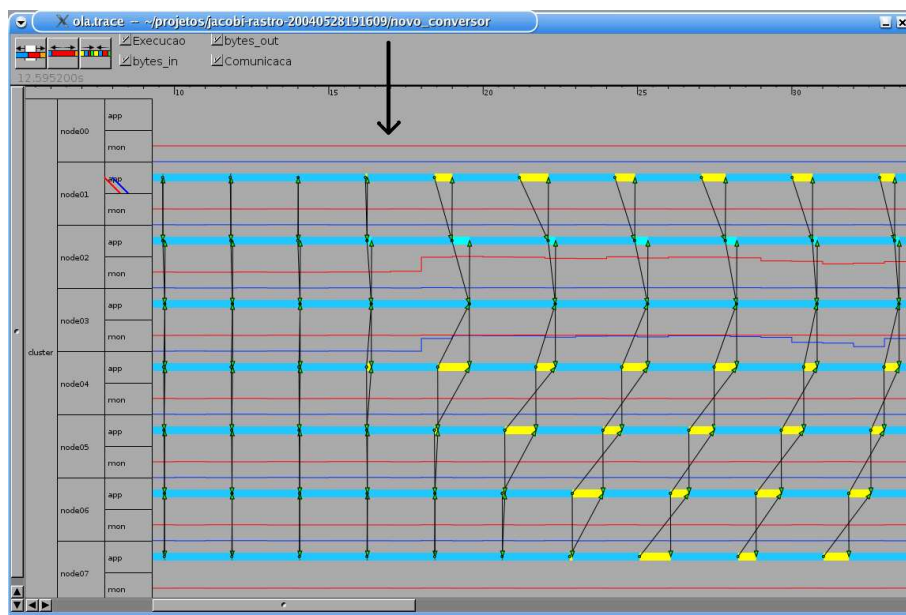 ola.trace — ~/projetos/jacobi-rastro-20040528191609/novo_conversor
Execucao
bytes_out
bytes_in
Comunicaca
12.595200s
10
15
20
25
30
cluster
node00
app
mon
node01
app
mon
node02
app
mon
node03
app
mon
node04
app
mon
node05
app
mon
node06
app
mon
node07
app
mon